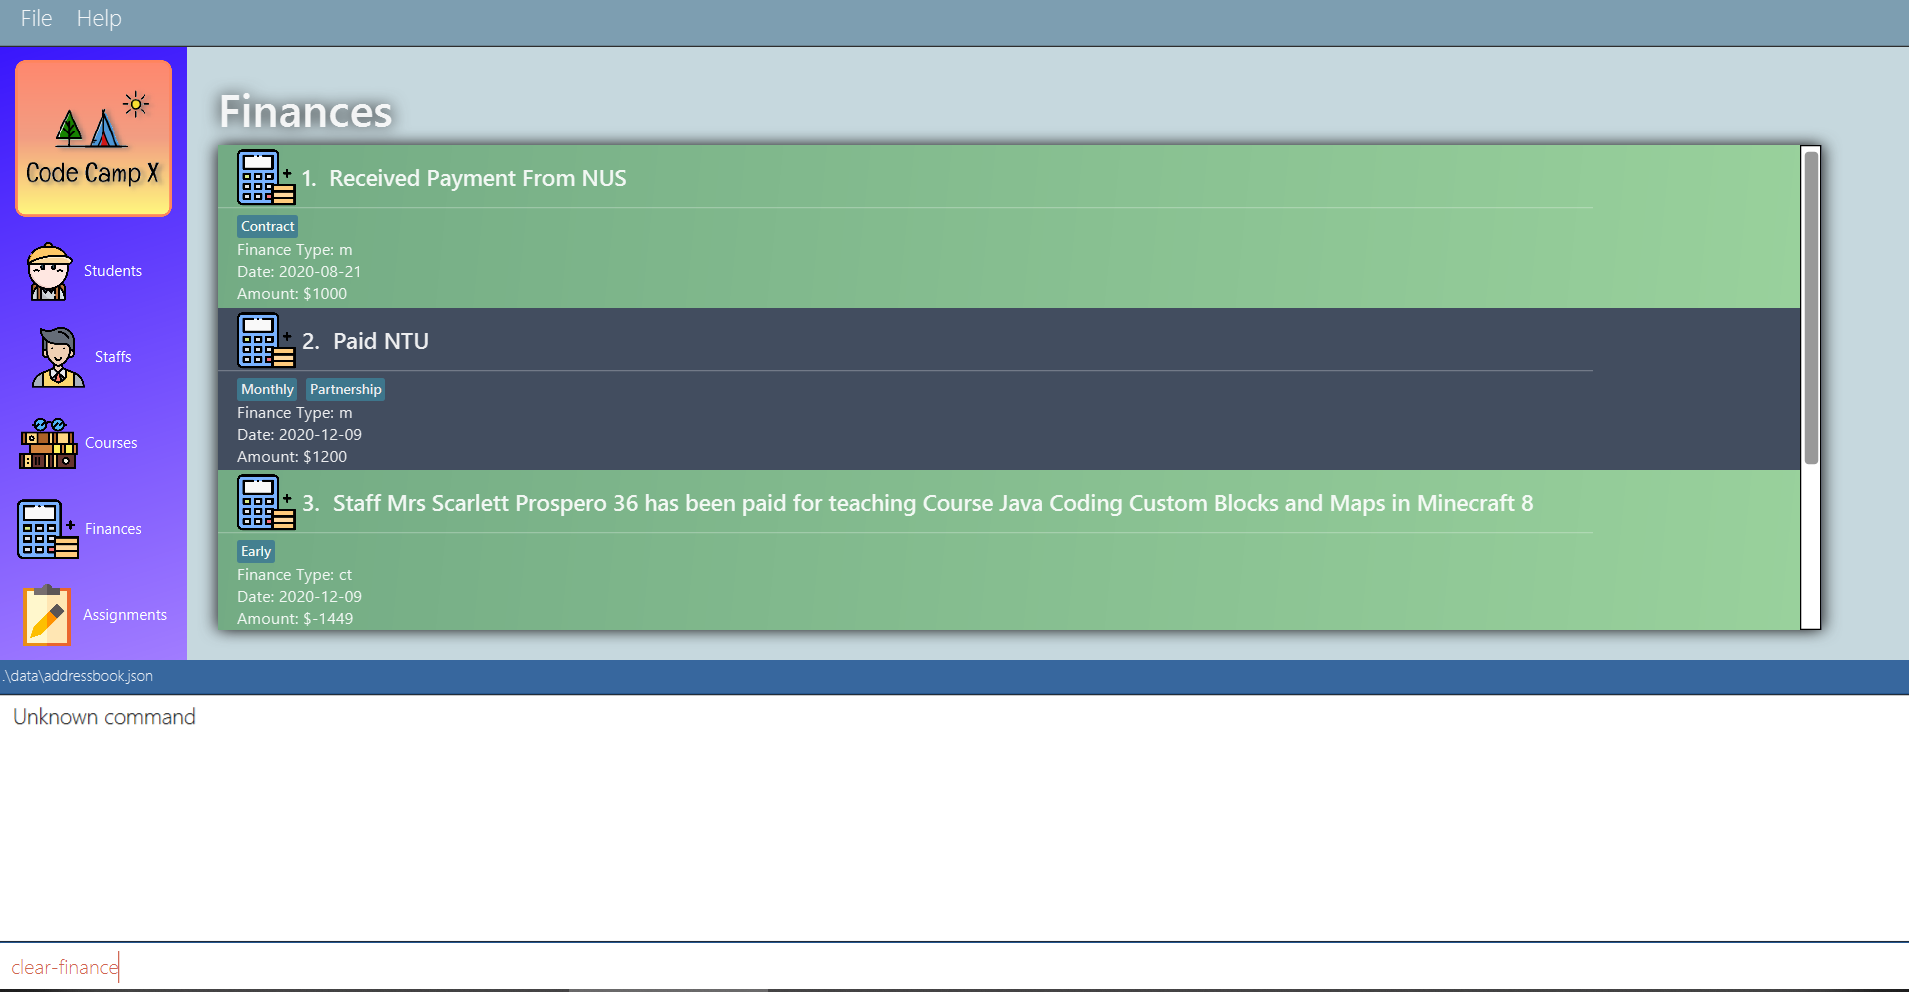 File Help
Code Camp X
Students
Staffs
Courses
Finances
Assignments
Finances
1. Received Payment From NUS
Contract
Finance Type: m
Date: 2020-08-21
Amount: $1000
2. Paid NTU
Monthly Partnership
Finance Type: m
Date: 2020-12-09
Amount: $1200
3. Staff Mrs Scarlett Prospero 36 has been paid for teaching Course Java Coding Custom Blocks and Maps in Minecraft 8
Early
Finance Type: ct
Date: 2020-12-09
Amount: $-1449
.\data\addressbook.json
Unknown command
clear-finance